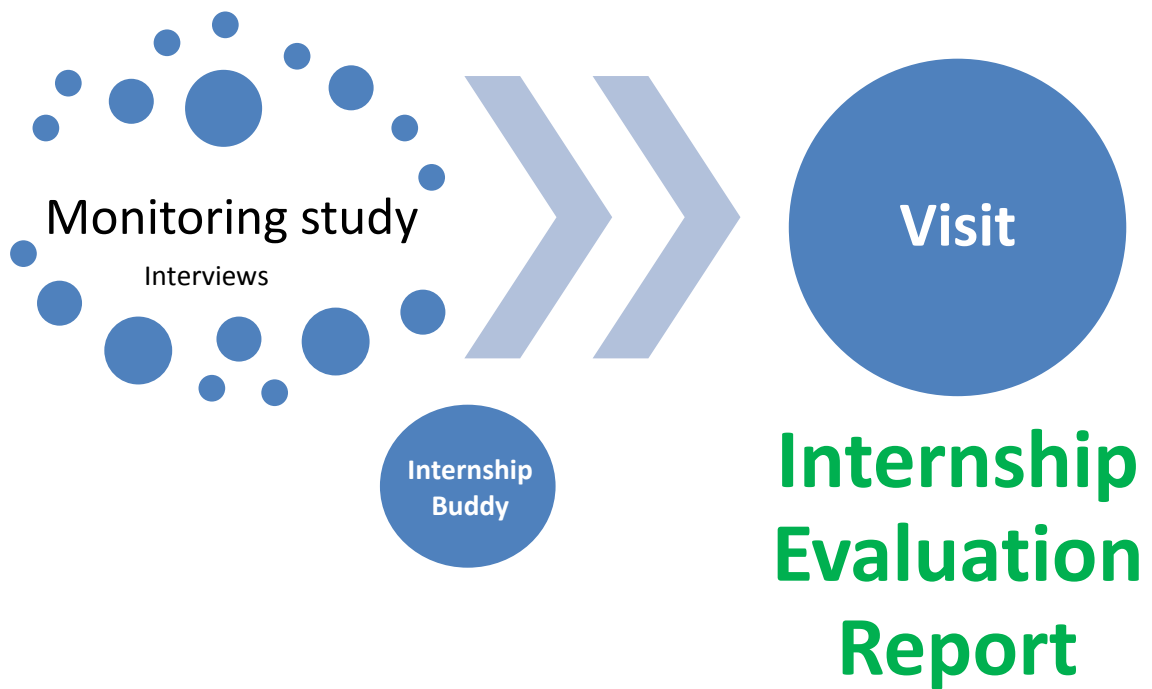 Monitoring study
Interviews
Visit
Internship
Buddy
Internship
Evaluation
Report